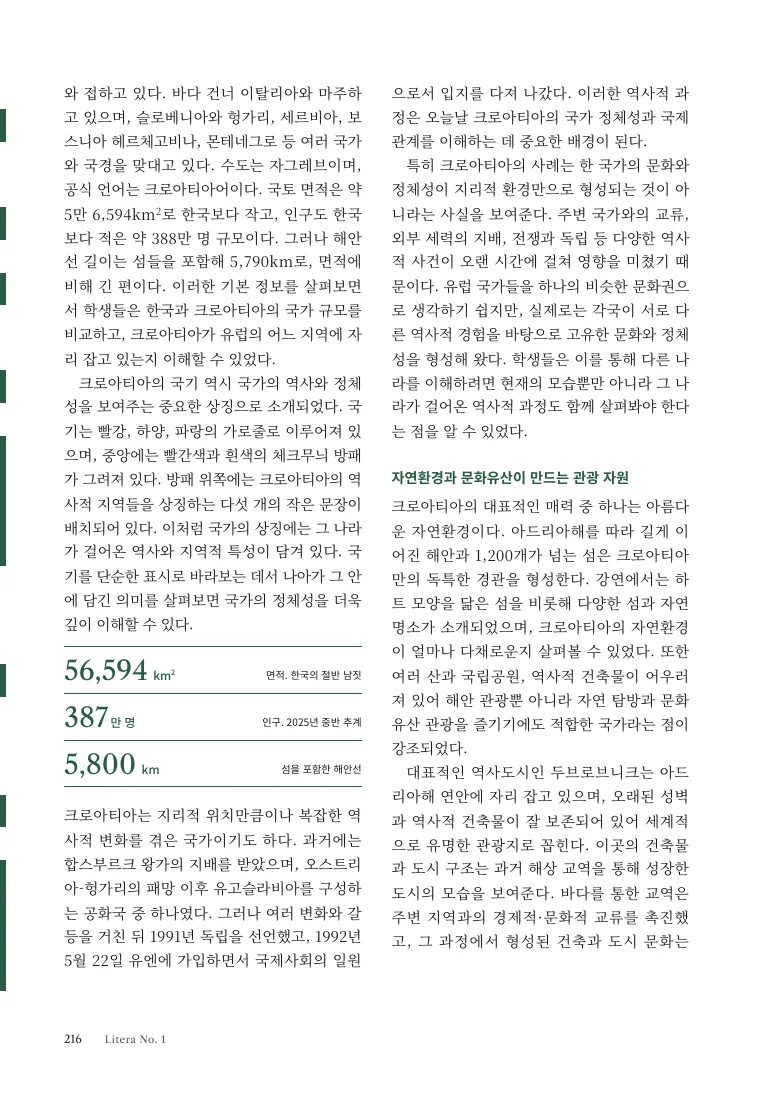 와 접하고 있다. 바다 건너 이탈리아와 마주하
고 있으며, 슬로베니아와 헝가리, 세르비아, 보
스니아 헤르체고비나, 몬테네그로 등 여러 국가
와 국경을 맞대고 있다. 수도는 자그레브이며,
공식 언어는 크로아티아어이다. 국토 면적은 약
5만 6,594km²로 한국보다 작고, 인구도 한국
보다 적은 약 388만 명 규모이다. 그러나 해안
선 길이는 섬들을 포함해 5,790km로, 면적에
비해 긴 편이다. 이러한 기본 정보를 살펴보면
서 학생들은 한국과 크로아티아의 국가 규모를
비교하고, 크로아티아가 유럽의 어느 지역에 자
리 잡고 있는지 이해할 수 있었다.
크로아티아의 국기 역시 국가의 역사와 정체
성을 보여주는 중요한 상징으로 소개되었다. 국
기는 빨강, 하양, 파랑의 가로줄로 이루어져 있
으며, 중앙에는 빨간색과 흰색의 체크무늬 방패
가 그려져 있다. 방패 위쪽에는 크로아티아의 역
사적 지역들을 상징하는 다섯 개의 작은 문장이
배치되어 있다. 이처럼 국가의 상징에는 그 나라
가 걸어온 역사와 지역적 특성이 담겨 있다. 국
기를 단순한 표시로 바라보는 데서 나아가 그 안
에 담긴 의미를 살펴보면 국가의 정체성을 더욱
깊이 이해할 수 있다.
56,594 km² 면적. 한국의 절반 남짓
387만 명 인구. 2025년 중반 추계
5,800 km 섬을 포함한 해안선
크로아티아는 지리적 위치만큼이나 복잡한 역
사적 변화를 겪은 국가이기도 하다. 과거에는
합스부르크 왕가의 지배를 받았으며, 오스트리
아-헝가리의 패망 이후 유고슬라비아를 구성하
는 공화국 중 하나였다. 그러나 여러 변화와 갈
등을 거친 뒤 1991년 독립을 선언했고, 1992년
5월 22일 유엔에 가입하면서 국제사회의 일원
으로서 입지를 다져 나갔다. 이러한 역사적 과
정은 오늘날 크로아티아의 국가 정체성과 국제
관계를 이해하는 데 중요한 배경이 된다.
특히 크로아티아의 사례는 한 국가의 문화와
정체성이 지리적 환경만으로 형성되는 것이 아
니라는 사실을 보여준다. 주변 국가와의 교류,
외부 세력의 지배, 전쟁과 독립 등 다양한 역사
적 사건이 오랜 시간에 걸쳐 영향을 미쳤기 때
문이다. 유럽 국가들을 하나의 비슷한 문화권으
로 생각하기 쉽지만, 실제로는 각국이 서로 다
른 역사적 경험을 바탕으로 고유한 문화와 정체
성을 형성해 왔다. 학생들은 이를 통해 다른 나
라를 이해하려면 현재의 모습뿐만 아니라 그 나
라가 걸어온 역사적 과정도 함께 살펴봐야 한다
는 점을 알 수 있었다.
자연환경과 문화유산이 만드는 관광 자원
크로아티아의 대표적인 매력 중 하나는 아름다
운 자연환경이다. 아드리아해를 따라 길게 이
어진 해안과 1,200개가 넘는 섬은 크로아티아
만의 독특한 경관을 형성한다. 강연에서는 하
트 모양을 닮은 섬을 비롯해 다양한 섬과 자연
명소가 소개되었으며, 크로아티아의 자연환경
이 얼마나 다채로운지 살펴볼 수 있었다. 또한
여러 산과 국립공원, 역사적 건축물이 어우러
져 있어 해안 관광뿐 아니라 자연 탐방과 문화
유산 관광을 즐기기에도 적합한 국가라는 점이
강조되었다.
대표적인 역사도시인 두브로브니크는 아드
리아해 연안에 자리 잡고 있으며, 오래된 성벽
과 역사적 건축물이 잘 보존되어 있어 세계적
으로 유명한 관광지로 꼽힌다. 이곳의 건축물
과 도시 구조는 과거 해상 교역을 통해 성장한
도시의 모습을 보여준다. 바다를 통한 교역은
주변 지역과의 경제적·문화적 교류를 촉진했
고, 그 과정에서 형성된 건축과 도시 문화는
216 Litera No. 1